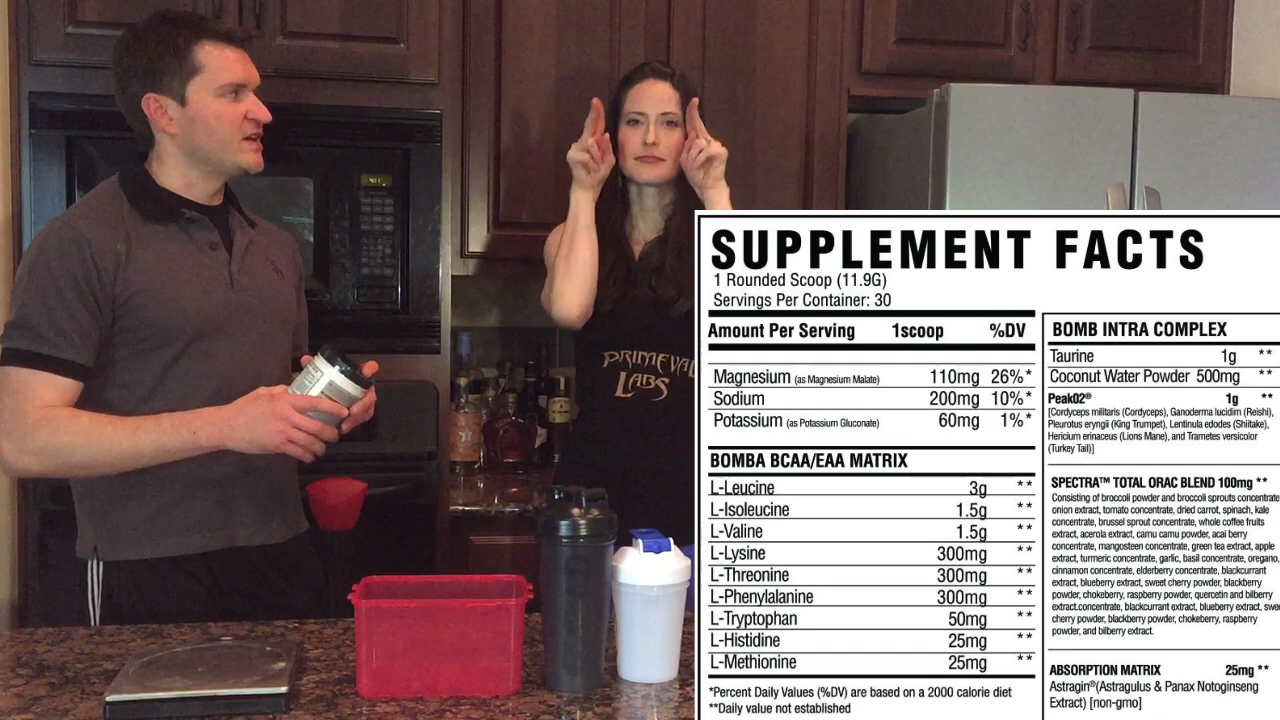 PRIMEVAL
LABS
SUPPLEMENT FACTS
1 Rounded Scoop (11.9G)
Servings Per Container: 30
Amount Per Serving 1scoop %DV
Magnesium (as Magnesium Malate) 110mg 26%*
Sodium 200mg 10%*
Potassium (as Potassium Gluconate) 60mg 1%*
BOMBA BCAA/EAA MATRIX
L-Leucine 3g **
L-Isoleucine 1.5g **
L-Valine 1.5g **
L-Lysine 300mg **
L-Threonine 300mg **
L-Phenylalanine 300mg **
L-Tryptophan 50mg **
L-Histidine 25mg **
L-Methionine 25mg **
*Percent Daily Values (%DV) are based on a 2000 calorie diet
**Daily value not established
BOMB INTRA COMPLEX
Taurine 1g **
Coconut Water Powder 500mg **
Peak02® 1g **
[Cordyceps militaris (Cordyceps), Ganoderma lucidim (Reishi),
Pleurotus eryngii (King Trumpet), Lentinula edodes (Shiitake),
Hericium erinaceus (Lions Mane), and Trametes versicolor
(Turkey Tail)]
SPECTRA™ TOTAL ORAC BLEND 100mg **
Consisting of broccoli powder and broccoli sprouts concentrate
onion extract, tomato concentrate, dried carrot, spinach, kale
concentrate, brussel sprout concentrate, whole coffee fruits
extract, acerola extract, camu camu powder, acai berry
concentrate, mangosteen concentrate, green tea extract, apple
extract, turmeric concentrate, garlic, basil concentrate, oregano,
cinnamon concentrate, elderberry concentrate, blackcurrant
extract, blueberry extract, sweet cherry powder, blackberry
powder, chokeberry, raspberry powder, quercetin and bilberry
extract.concentrate, blackcurrant extract, blueberry extract, swee
cherry powder, blackberry powder, chokeberry, raspberry
powder, and bilberry extract.
ABSORPTION MATRIX 25mg **
Astragin®(Astragulus & Panax Notoginseng
Extract) [non-gmo]